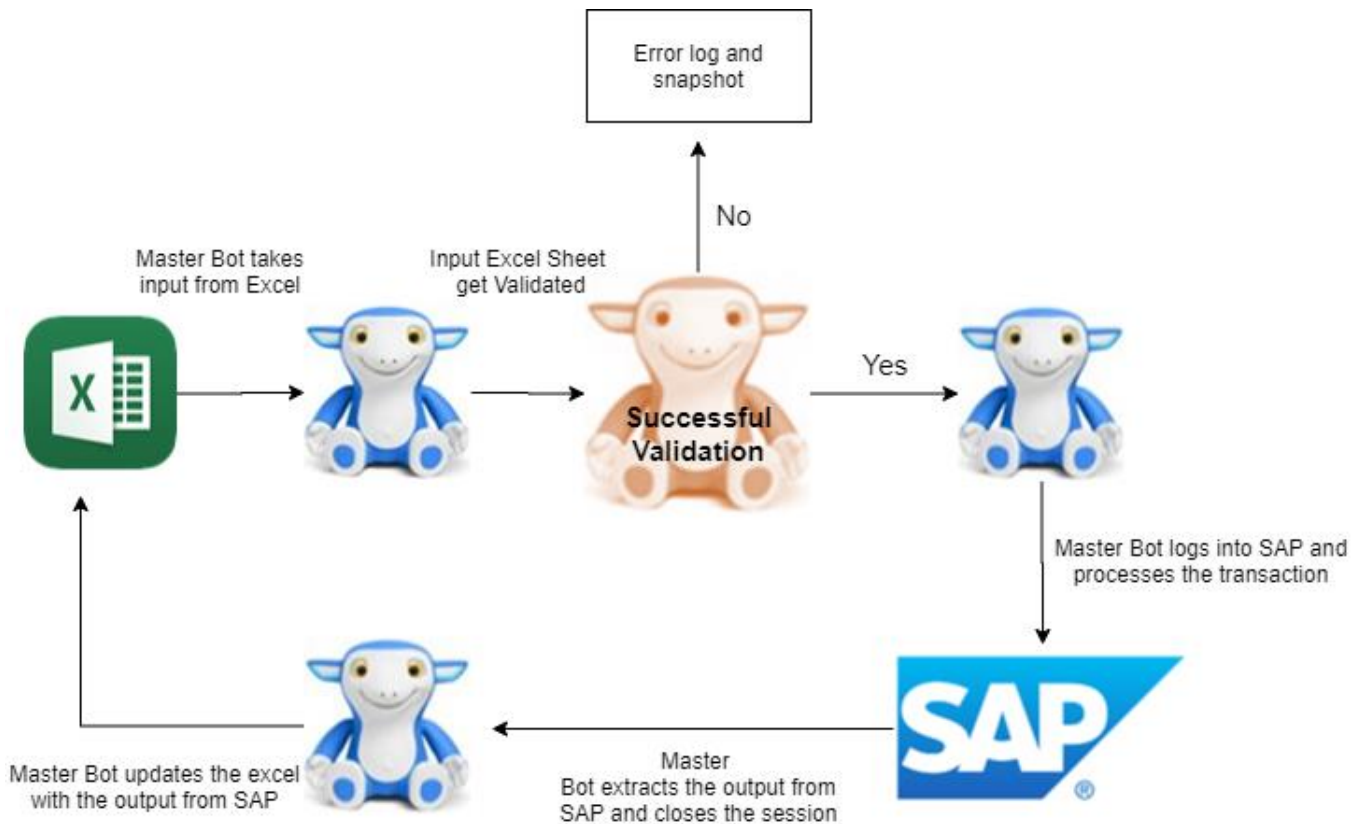 Error log and
snapshot
No
Master Bot takes
input from Excel
Input Excel Sheet
get Validated
X
Successful
Validation
Yes
Master Bot logs into SAP and
processes the transaction
SAP
®
Master
Bot extracts the output from
SAP and closes the session
Master Bot updates the excel
with the output from SAP